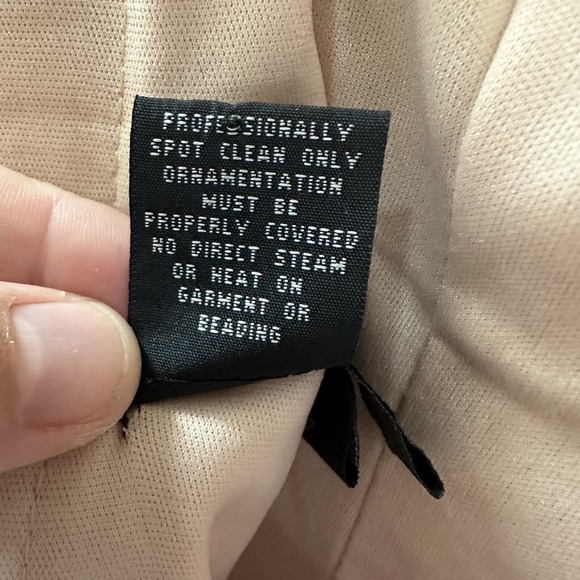 PROFESSIONALLY
SPOT CLEAN ONLY
ORNAMENTATION
MUST BE
PROPERLY COVERED
NO DIRECT STEAM
OR HEAT ON
GARMENT OR
BEADING